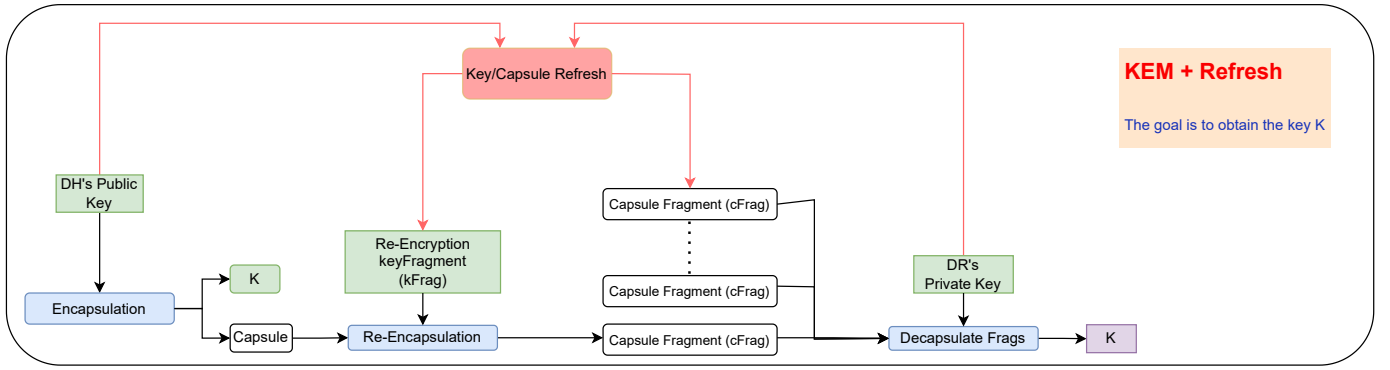 Key/Capsule Refresh
KEM + Refresh
The goal is to obtain the key K
DH's Public
Key
Capsule Fragment (cFrag)
Re-Encryption
keyFragment
(kFrag)
DR's
Private Key
K
Capsule Fragment (cFrag)
Encapsulation
Capsule
Re-Encapsulation
Capsule Fragment (cFrag)
Decapsulate Frags
K